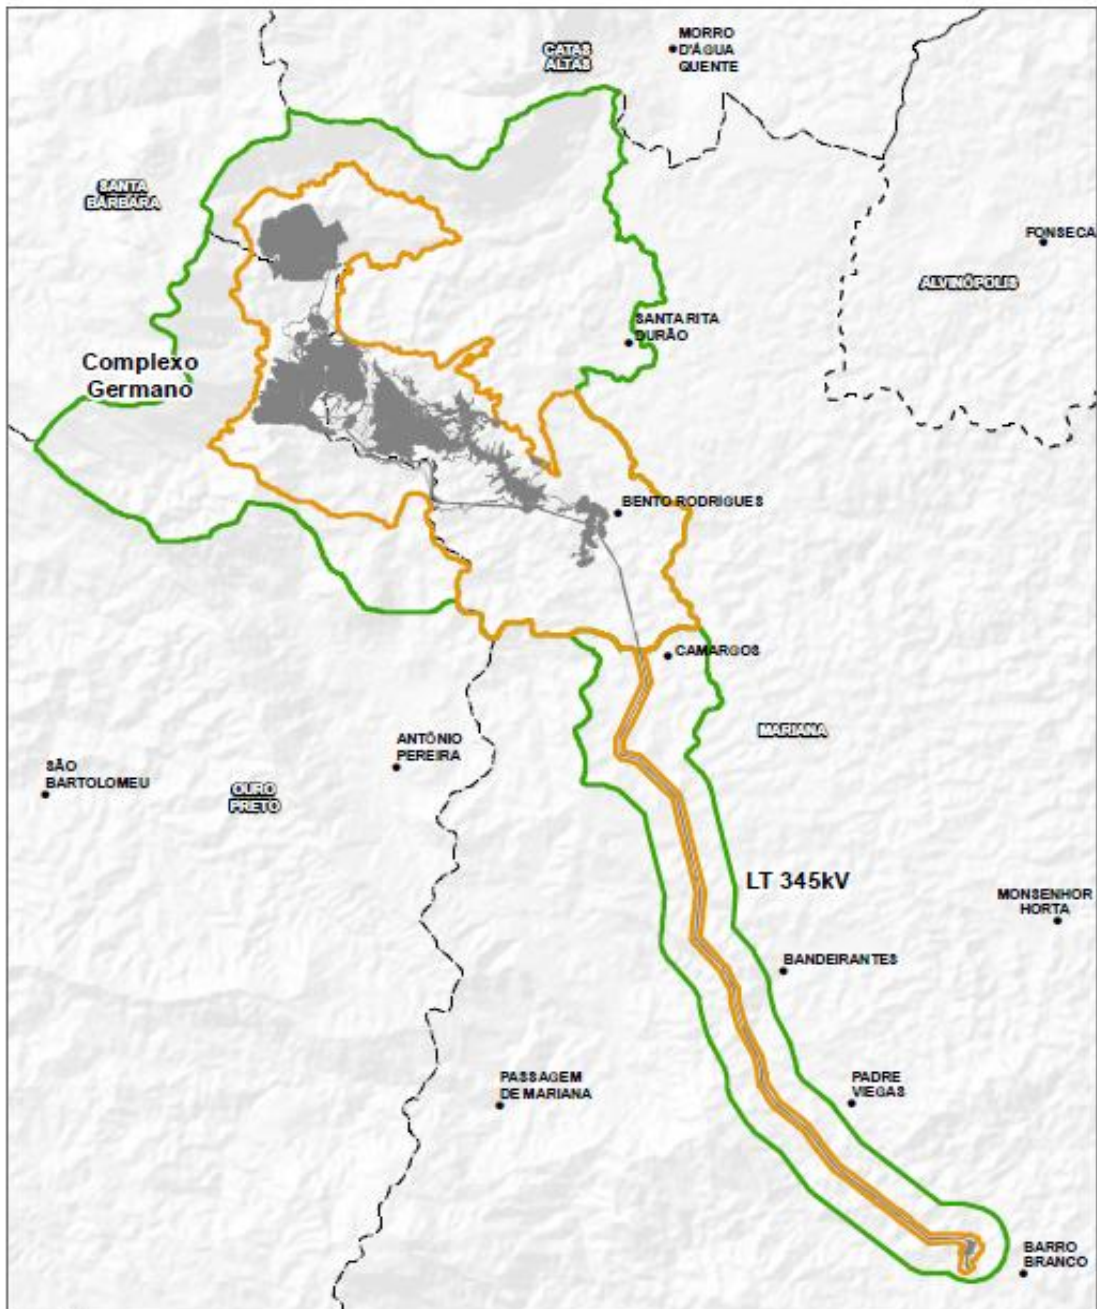 MORRO
D'ÁGUA
QUENTE
CATAS
ALTAS
SANTA
BÁRBARA
FONSECA
ALVINÓPOLIS
SANTA RITA
DURÃO
Complexo
Germano
BENTO RODRIGUES
CAMARGOS
MARIANA
ANTÔNIO
PEREIRA
SÃO
BARTOLOMEU
OURO
PRETO
LT 345kV
MONSENHOR
HORTA
BANDEIRANTES
PASSAGEM
DE MARIANA
PADRE
VIEGAS
BARRO
BRANCO